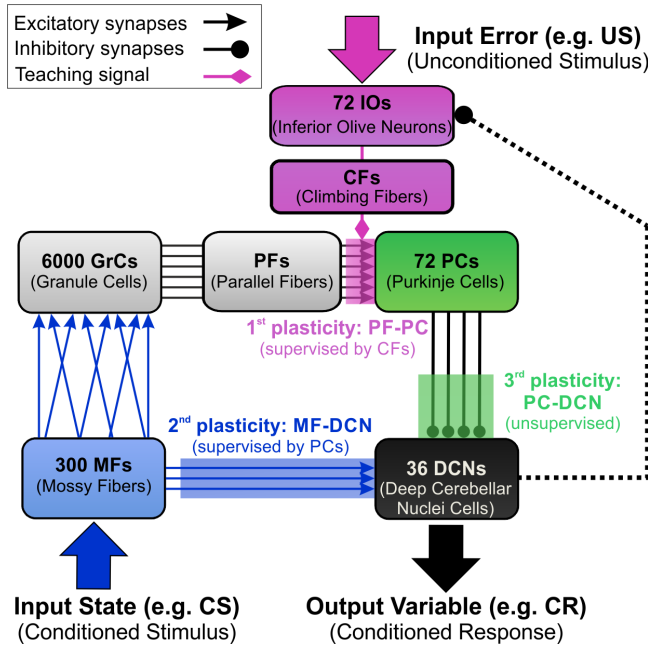 Excitatory synapses
Inhibitory synapses
Teaching signal
Input Error (e.g. US)
(Unconditioned Stimulus)
72 IOs
(Inferior Olive Neurons)
CFs
(Climbing Fibers)
6000 GrCs
(Granule Cells)
PFs
(Parallel Fibers)
72 PCs
(Purkinje Cells)
1st plasticity: PF-PC
(supervised by CFs)
3rd plasticity:
PC-DCN
(unsupervised)
2nd plasticity: MF-DCN
(supervised by PCs)
300 MFs
(Mossy Fibers)
36 DCNs
(Deep Cerebellar
Nuclei Cells)
Input State (e.g. CS)
(Conditioned Stimulus)
Output Variable (e.g. CR)
(Conditioned Response)